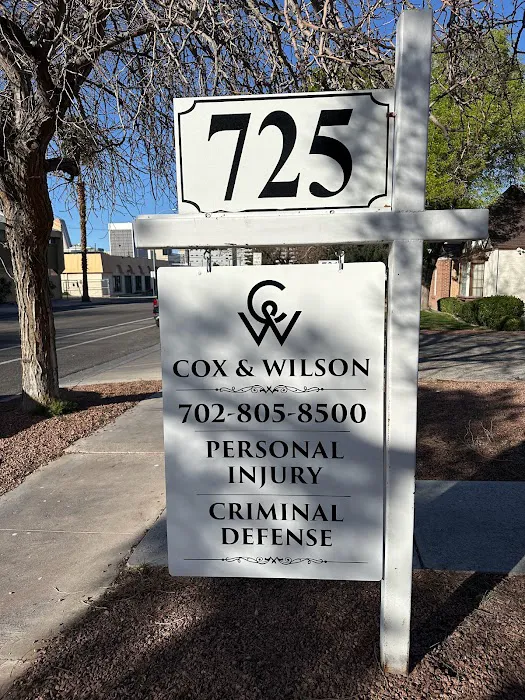 725
CW
COX & WILSON
702-805-8500
PERSONAL
INJURY
CRIMINAL
DEFENSE